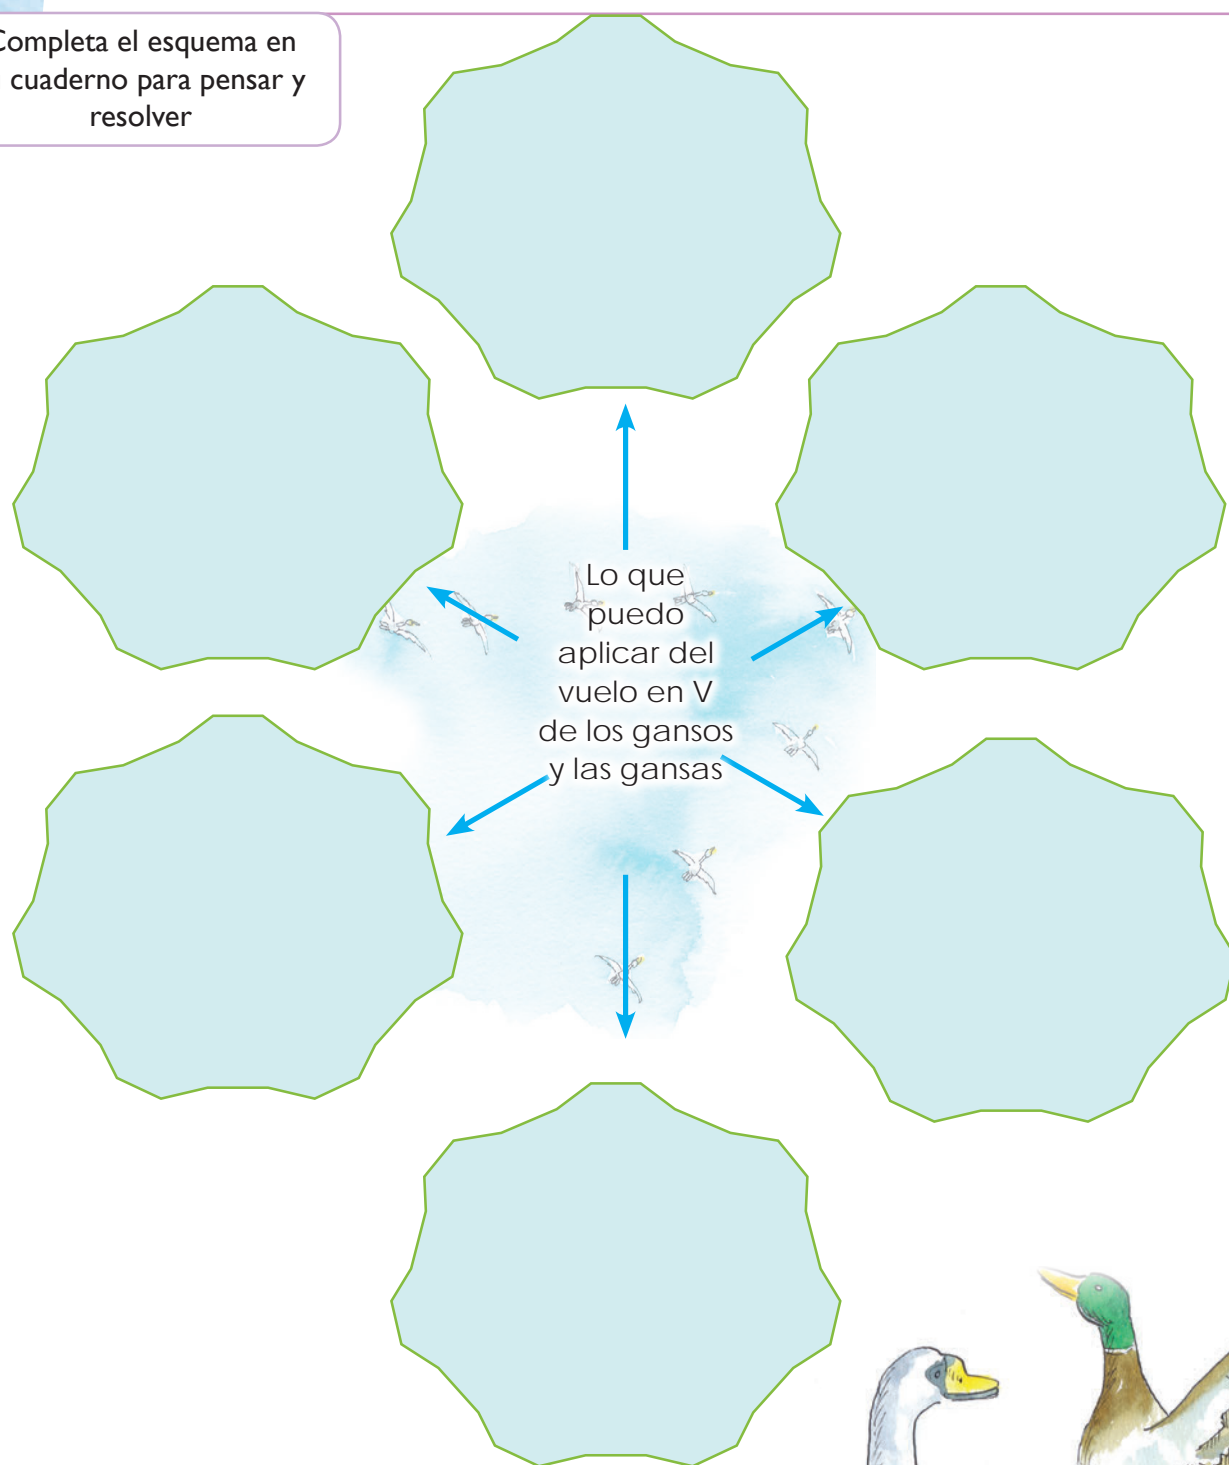 Completa el esquema en
cuaderno para pensar y
resolver
Lo que
puedo
aplicar del
vuelo en V
de los gansos
y las gansas